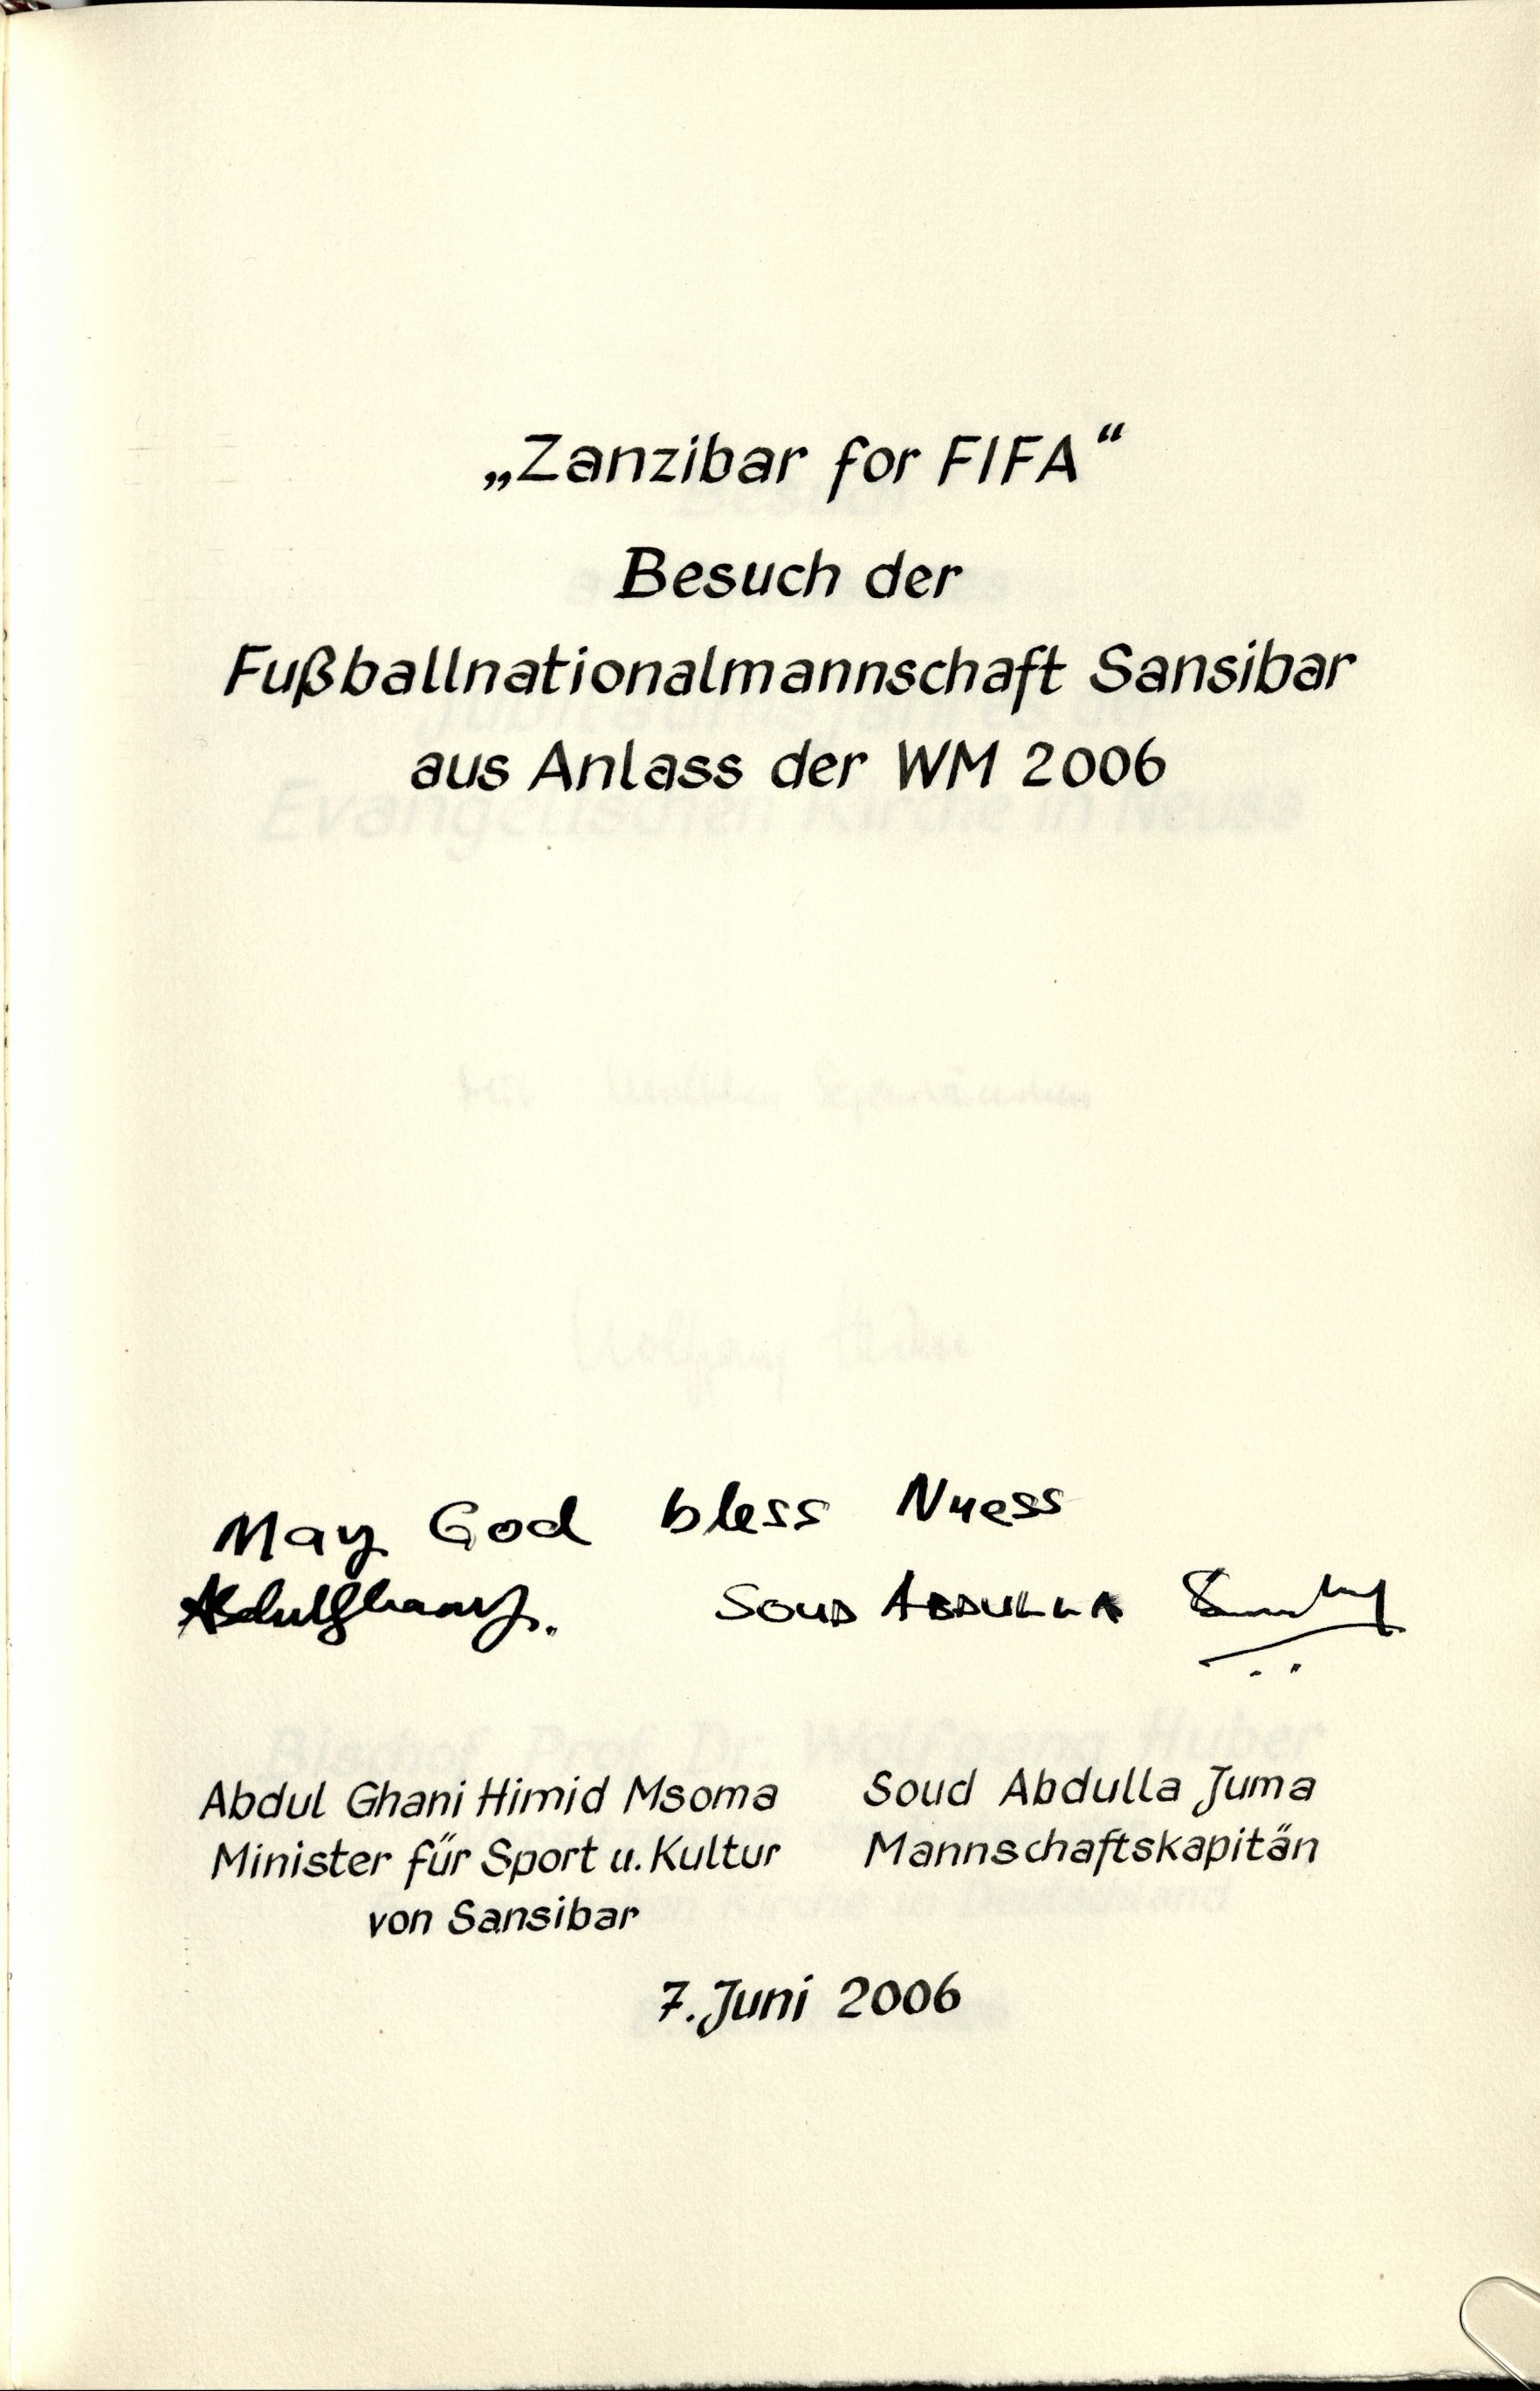 „Zanzibar for FIFA“
Besuch der
Fußballnationalmannschaft Sansibar
aus Anlass der WM 2006
May God bless Nuess
Abdulghany. SOUD ABDULLA
Abdul Ghani Himid Msoma Soud Abdulla Juma
Minister für Sport u. Kultur Mannschaftskapitän
von Sansibar
7. Juni 2006